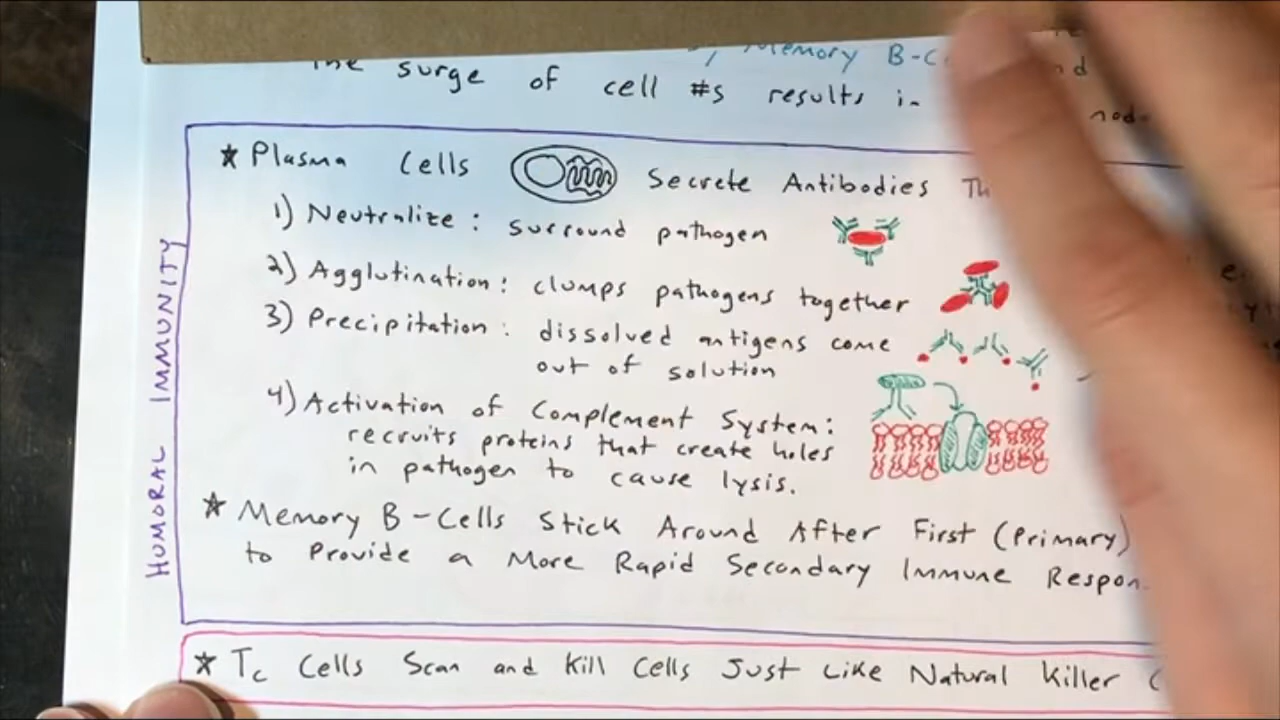 Memory B-C
The surge of cell #s results in
★ Plasma Cells Secrete Antibodies Th
1) Neutralize: surround pathogen
2) Agglutination: clumps pathogens together
3) Precipitation: dissolved antigens come
out of solution
4) Activation of Complement System:
recruits proteins that create holes
in pathogen to cause lysis.
★ Memory B-Cells Stick Around After First (Primary)
to Provide a More Rapid Secondary Immune Respon
HUMORAL IMMUNITY
★ Tc Cells Scan and Kill Cells Just Like Natural Killer C